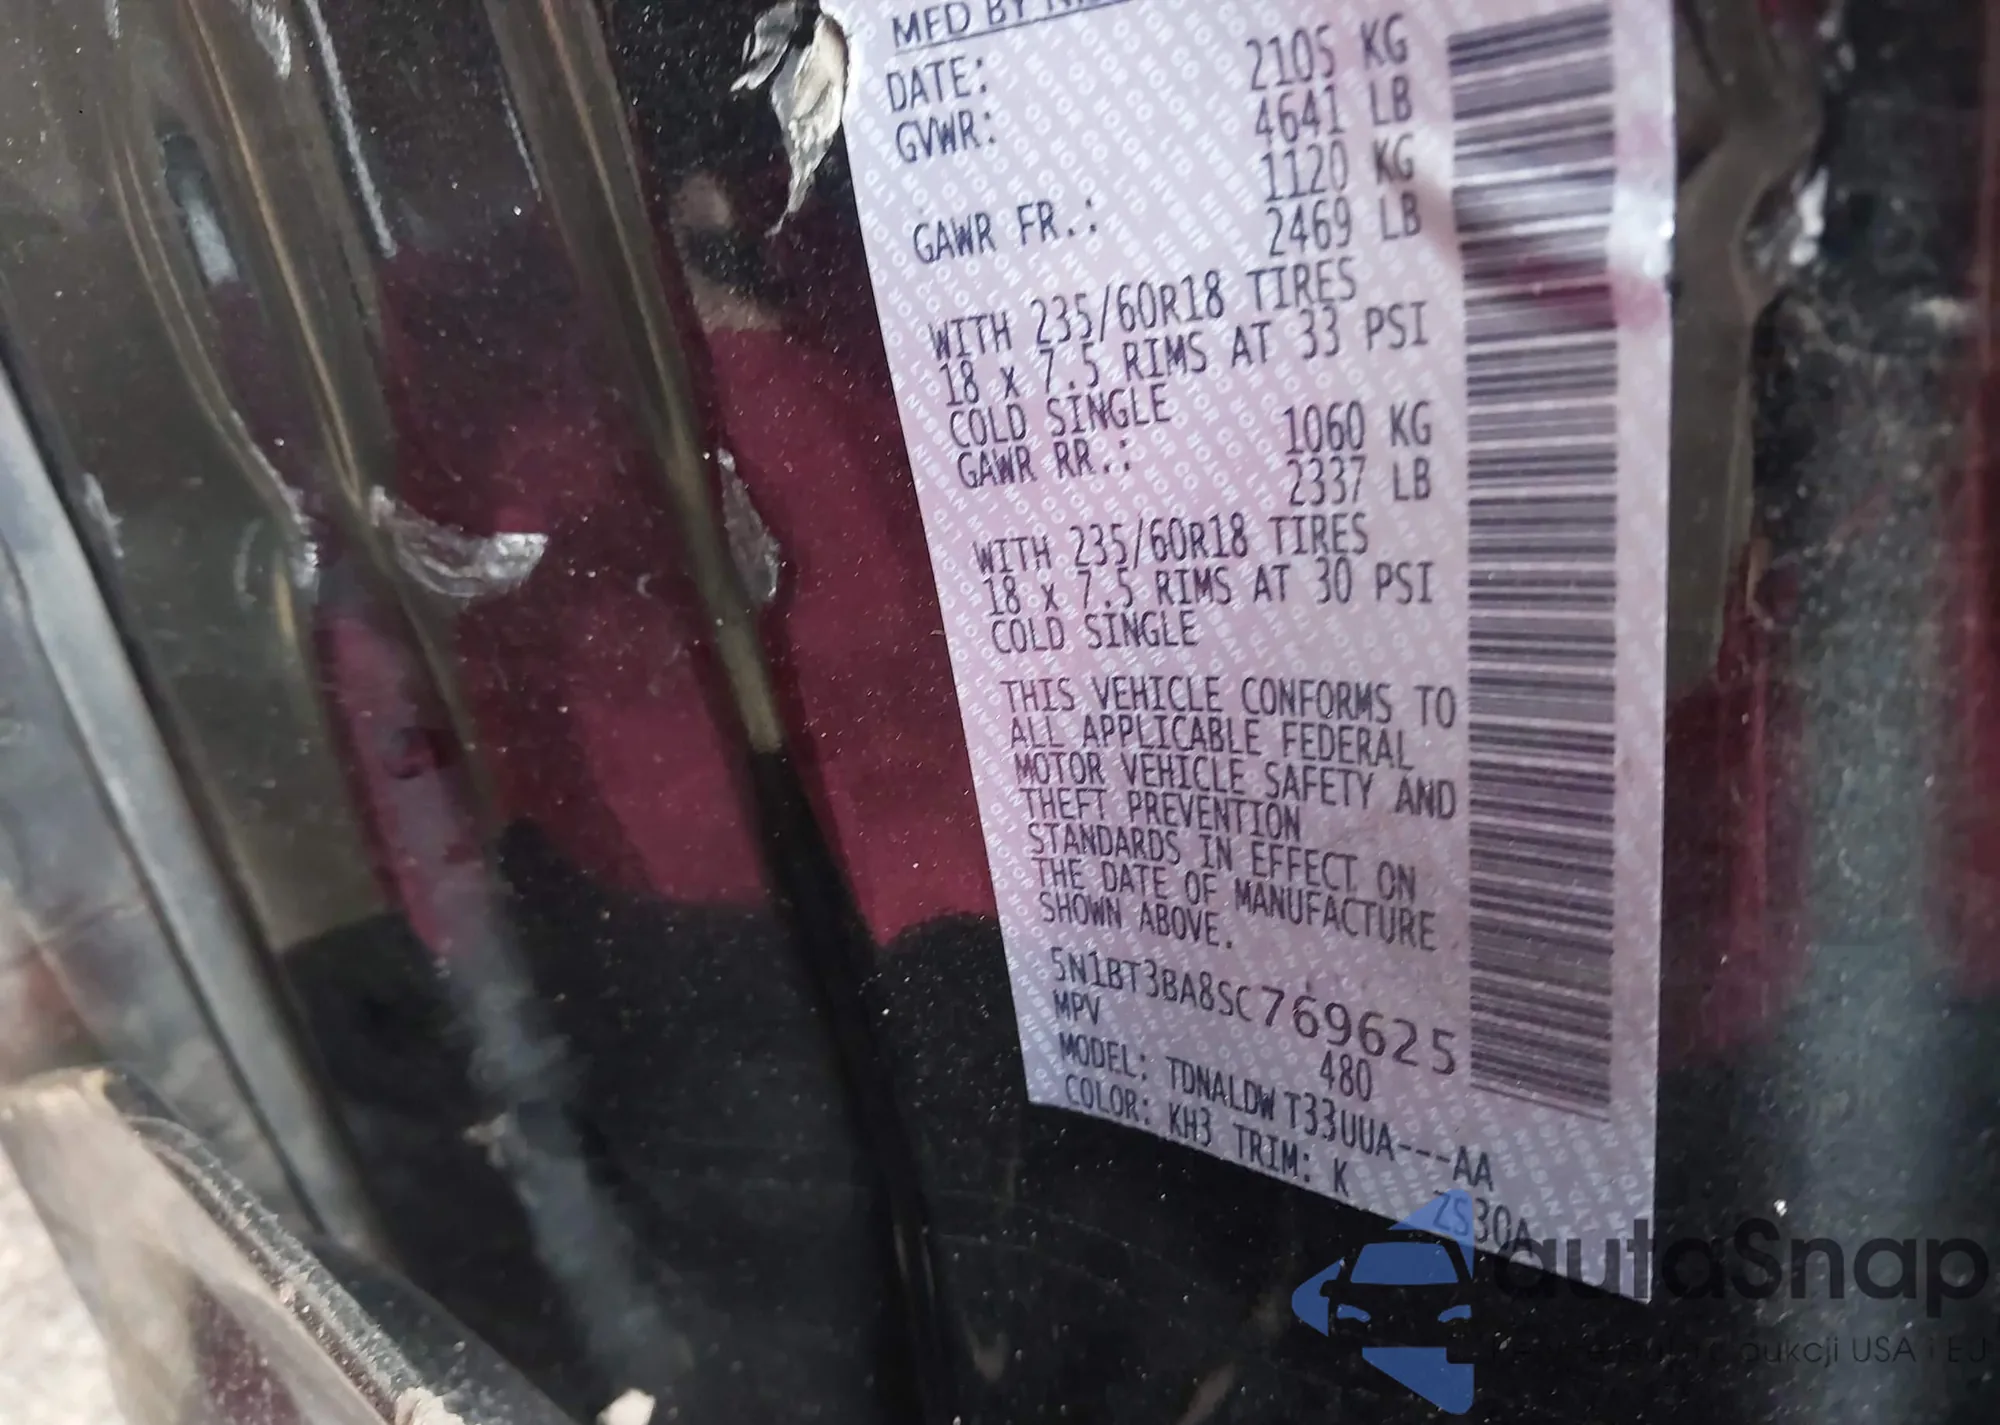 MFD BY
DATE:
GVWR: 2105 KG
4641 LB
GAWR FR.: 1120 KG
2469 LB
WITH 235/60R18 TIRES
18 x 7.5 RIMS AT 33 PSI
COLD SINGLE
GAWR RR.: 1060 KG
2337 LB
WITH 235/60R18 TIRES
18 x 7.5 RIMS AT 30 PSI
COLD SINGLE
THIS VEHICLE CONFORMS TO
ALL APPLICABLE FEDERAL
MOTOR VEHICLE SAFETY AND
THEFT PREVENTION
STANDARDS IN EFFECT ON
THE DATE OF MANUFACTURE
SHOWN ABOVE.
5N1BT3BA8SC769625
MPV 480
MODEL: TDNALDW T33UUA---AA
COLOR: KH3 TRIM: K
ZS30A
autaSnap
USA i EU